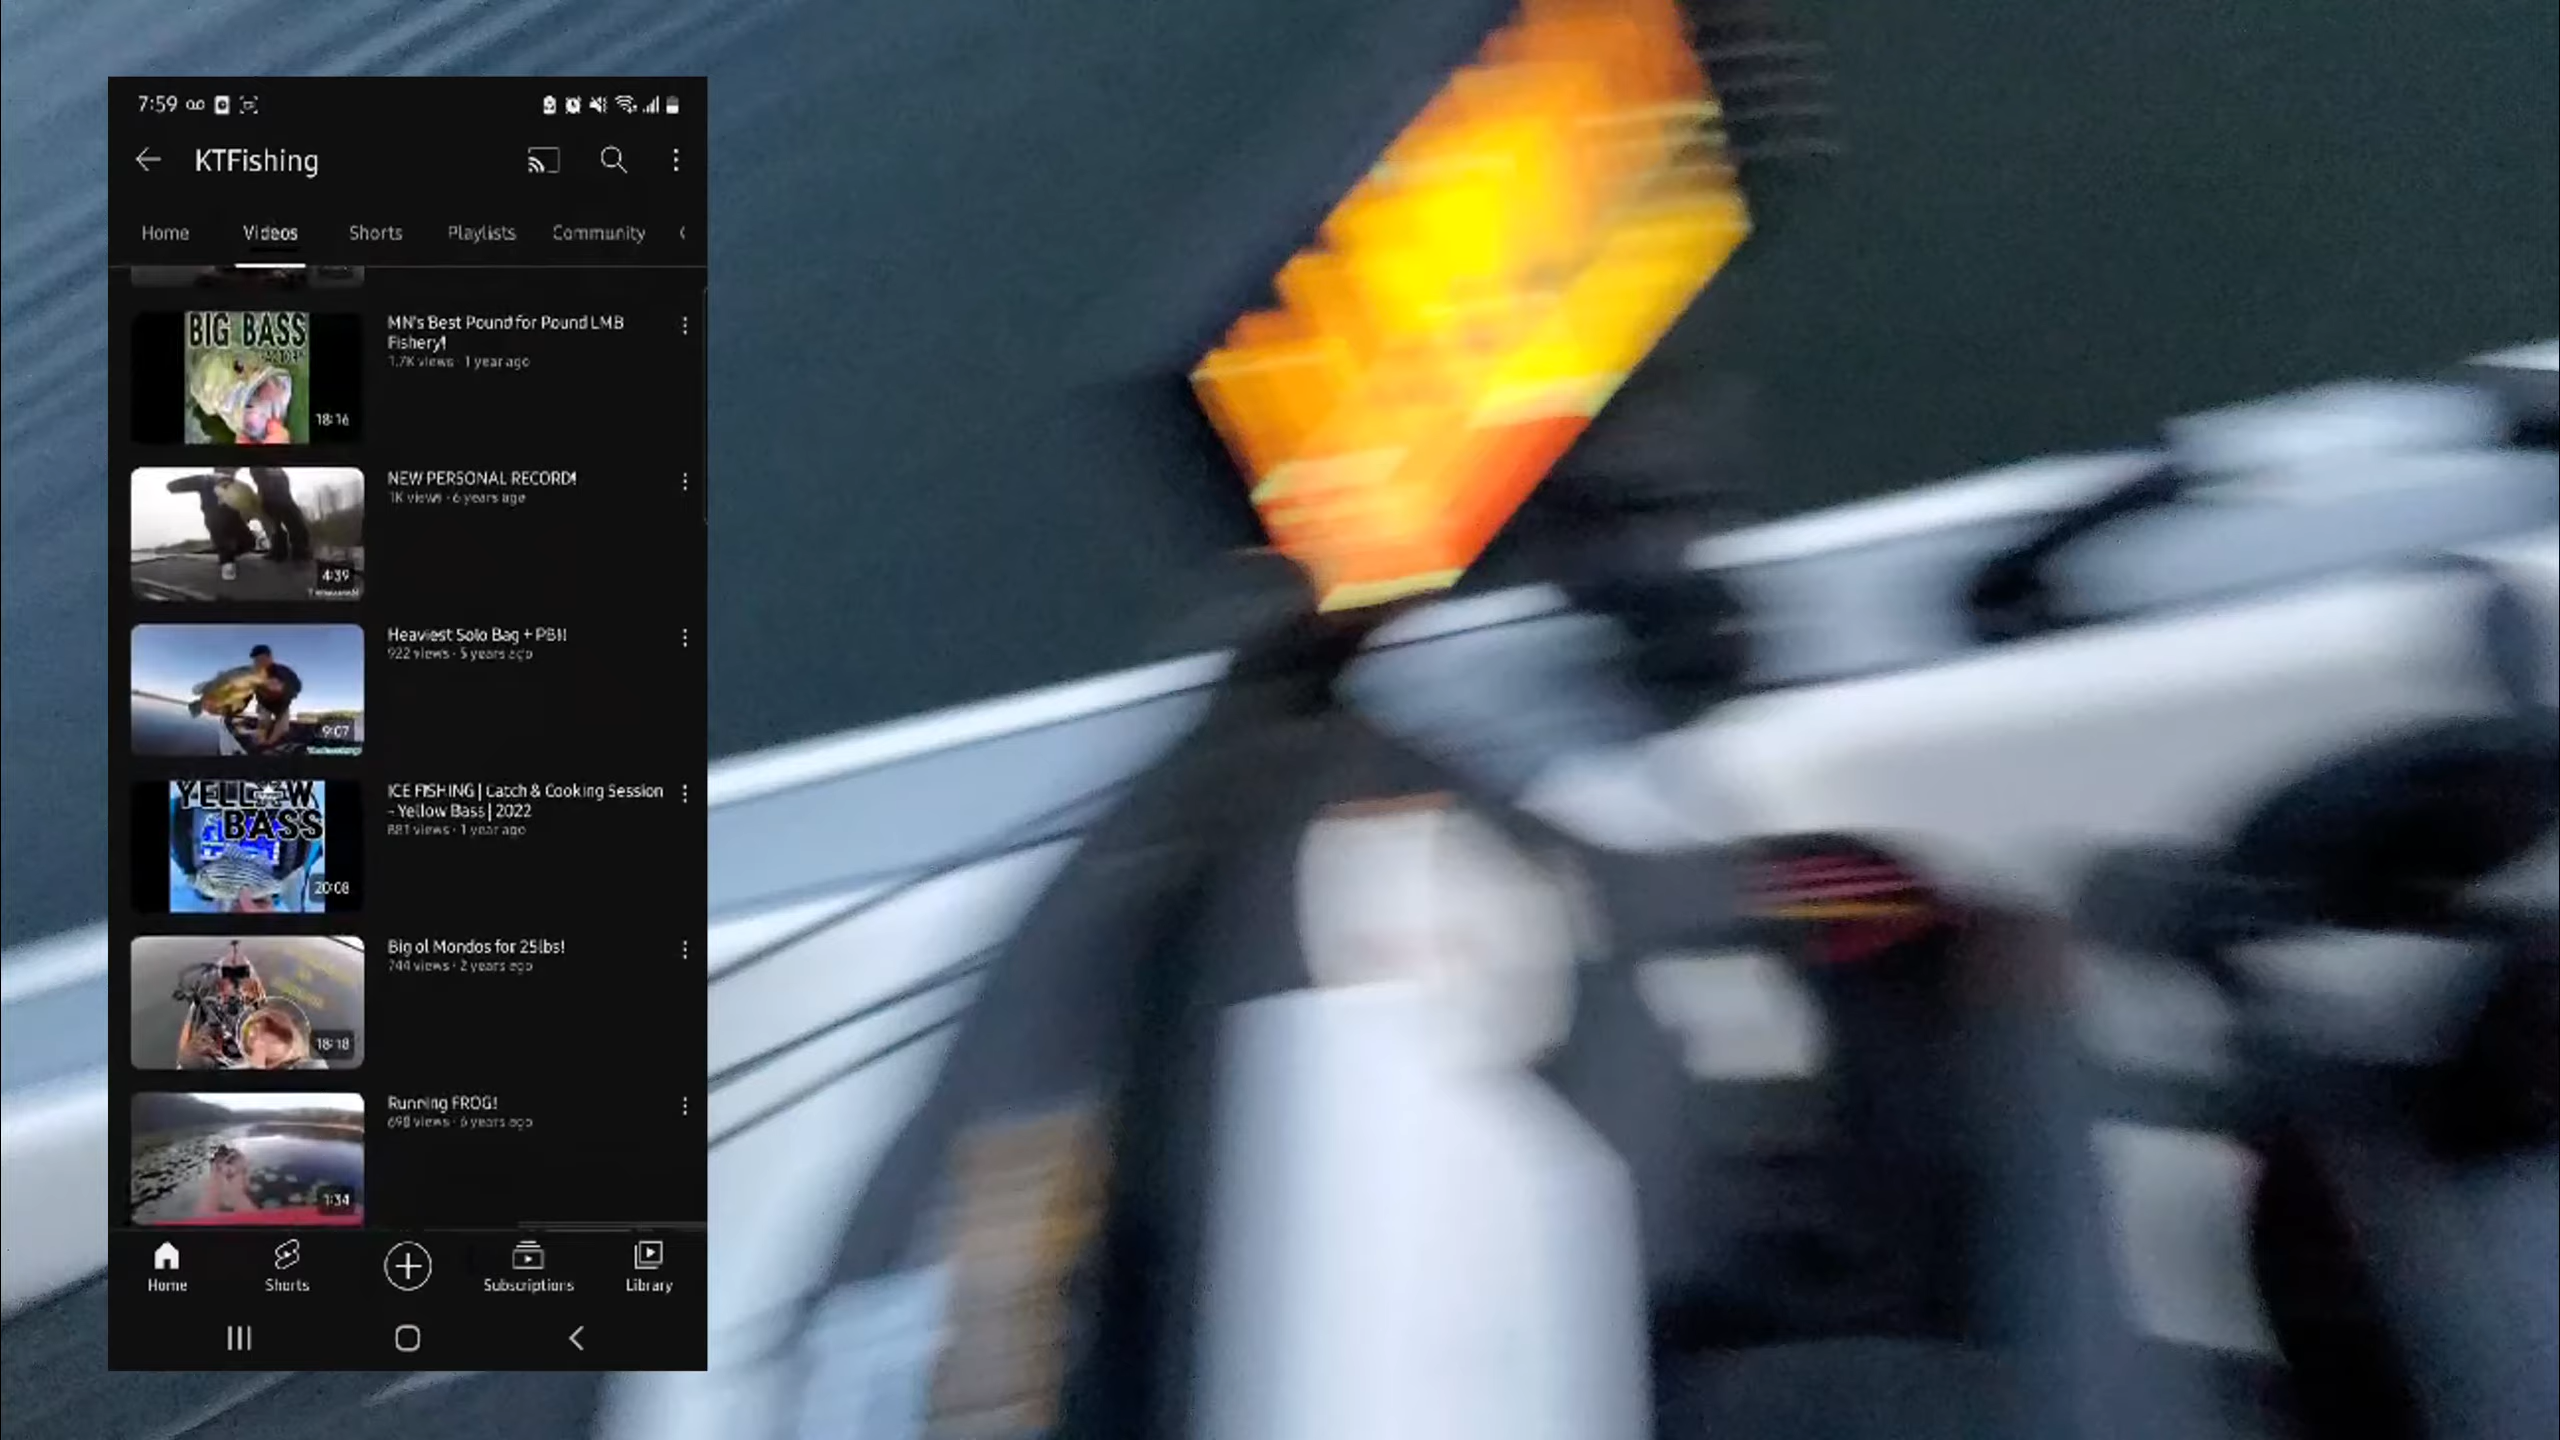 7:59
KTFishing
Home Videos Shorts Playlists Community
BIG BASS
18:16
MN's Best Pound for Pound LMB
Fishery!
1.7K views · 1 year ago
4:39
NEW PERSONAL RECORD!
1K views · 6 years ago
9:07
Heaviest Solo Bag + PB!!
922 views · 5 years ago
YELLOW
BASS
20:08
ICE FISHING | Catch & Cooking Session
- Yellow Bass | 2022
881 views · 1 year ago
18:18
Big ol Mondos for 25lbs!
744 views · 2 years ago
1:34
Running FROG!
698 views · 6 years ago
Home Shorts Subscriptions Library